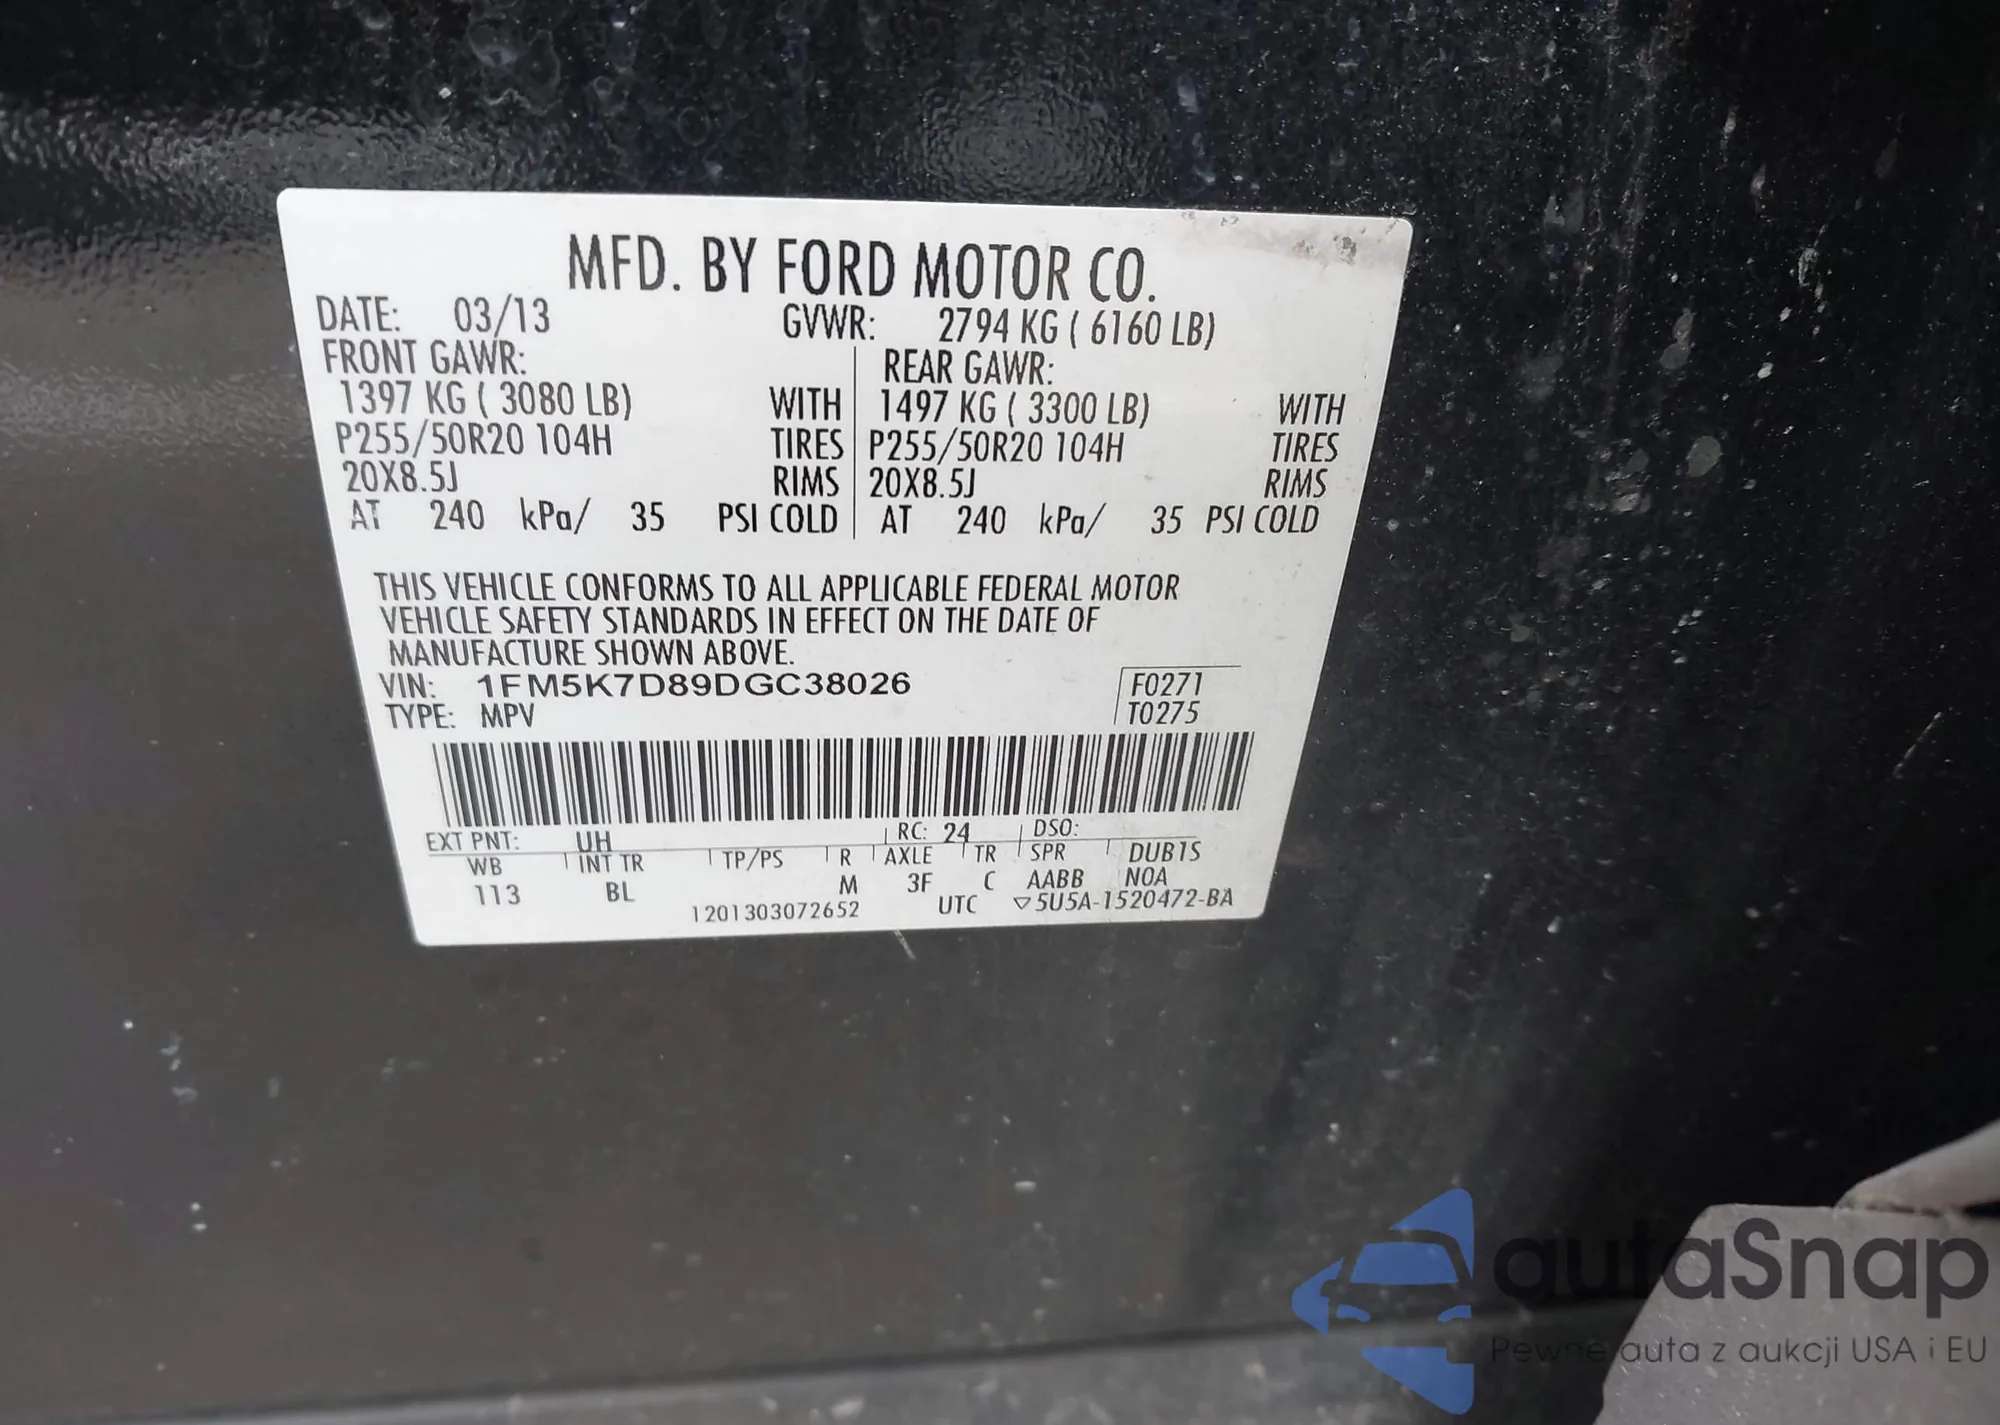 MFD. BY FORD MOTOR CO.
DATE: 03/13 GVWR: 2794 KG ( 6160 LB)
FRONT GAWR: REAR GAWR:
1397 KG ( 3080 LB) WITH 1497 KG ( 3300 LB) WITH
P255/50R20 104H TIRES P255/50R20 104H TIRES
20X8.5J RIMS 20X8.5J RIMS
AT 240 kPa/ 35 PSI COLD AT 240 kPa/ 35 PSI COLD
THIS VEHICLE CONFORMS TO ALL APPLICABLE FEDERAL MOTOR
VEHICLE SAFETY STANDARDS IN EFFECT ON THE DATE OF
MANUFACTURE SHOWN ABOVE.
VIN: 1FM5K7D89DGC38026 F0271
TYPE: MPV T0275
EXT PNT: UH RC: 24 DSO:
WB INT TR TP/PS R AXLE TR SPR DUB1S
113 BL M 3F C AABB N0A
1201303072652 UTC ▽5U5A-1520472-BA
autaSnap
Pewne auta z aukcji USA i EU